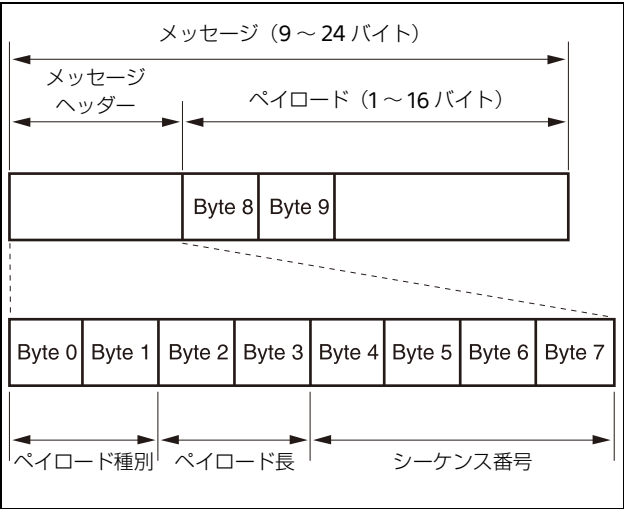 メッセージ（9 ～ 24 バイト）
メッセージ
ヘッダー
ペイロード（1 ～ 16 バイト）
Byte 8 Byte 9
Byte 0 Byte 1 Byte 2 Byte 3 Byte 4 Byte 5 Byte 6 Byte 7
ペイロード種別 ペイロード長 シーケンス番号